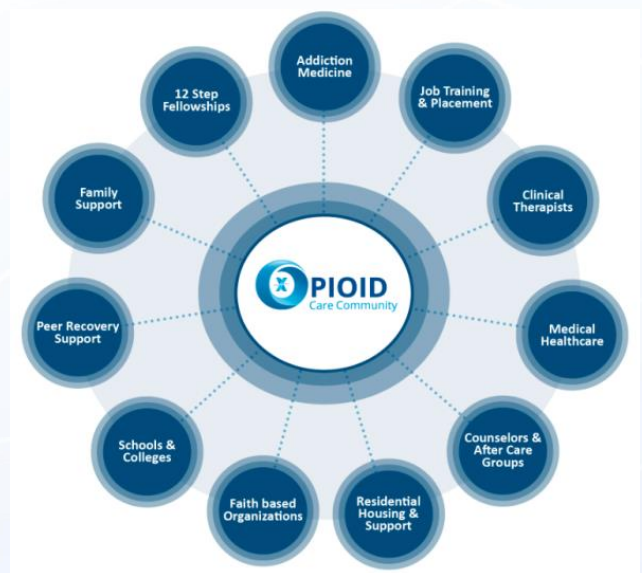 Addiction
Medicine
Job Training
& Placement
Clinical
Therapists
Medical
Healthcare
Counselors &
After Care
Groups
Residential
Housing &
Support
Faith based
Organizations
Schools &
Colleges
Peer Recovery
Support
Family
Support
12 Step
Fellowships
OPIOID
Care Community